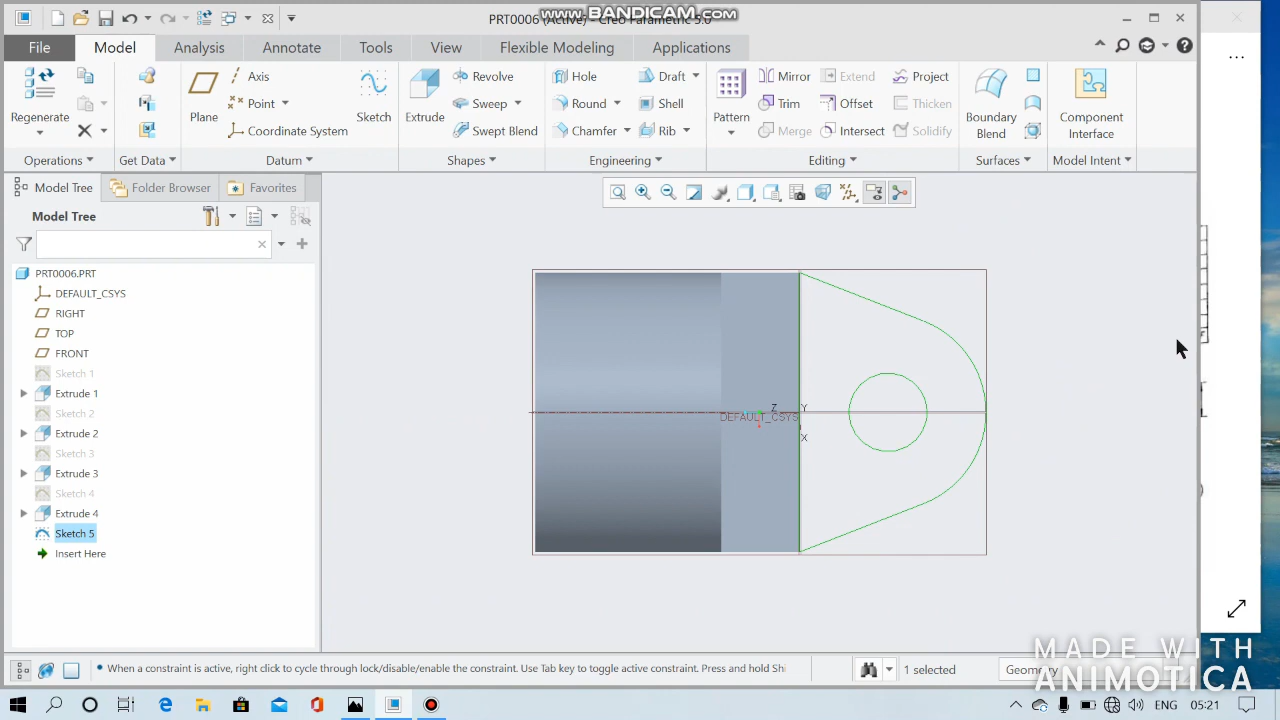 PRT0006 (Active) - Creo Parametric 5.0
www.BANDICAM.com
File
Model
Analysis
Annotate
Tools
View
Flexible Modeling
Applications
Regenerate
Operations
Get Data
Plane
Axis
Point
Coordinate System
Sketch
Datum
Extrude
Revolve
Sweep
Swept Blend
Shapes
Hole
Round
Chamfer
Draft
Shell
Rib
Engineering
Pattern
Mirror
Trim
Merge
Extend
Offset
Intersect
Project
Thicken
Solidify
Editing
Boundary
Blend
Surfaces
Component
Interface
Model Intent
Model Tree
Folder Browser
Favorites
Model Tree
PRT0006.PRT
DEFAULT_CSYS
RIGHT
TOP
FRONT
Sketch 1
Extrude 1
Sketch 2
Extrude 2
Sketch 3
Extrude 3
Sketch 4
Extrude 4
Sketch 5
Insert Here
Z
Y
DEFAULT_CSYS
X
• When a constraint is active, right click to cycle through lock/disable/enable the constraint. Use Tab key to toggle active constraint. Press and hold Shi
1 selected
Geometry
MADE WITH
ANIMOTICA
ENG
05:21